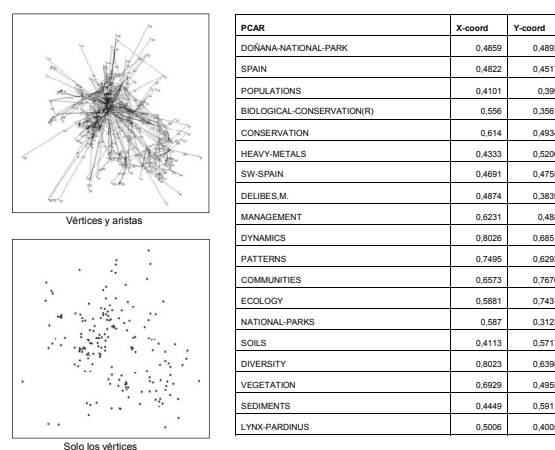 Vértices y aristas
Solo los vértices
PCAR X-coord Y-coord
DOÑANA-NATIONAL-PARK 0,4859 0,489
SPAIN 0,4822 0,451
POPULATIONS 0,4101 0,39
BIOLOGICAL-CONSERVATION(R) 0,556 0,356
CONSERVATION 0,614 0,493
HEAVY-METALS 0,4333 0,520
SW-SPAIN 0,4691 0,475
DELIBES,M. 0,4874 0,383
MANAGEMENT 0,6231 0,48
DYNAMICS 0,8026 0,685
PATTERNS 0,7495 0,629
COMMUNITIES 0,6573 0,767
ECOLOGY 0,5881 0,743
NATIONAL-PARKS 0,587 0,312
SOILS 0,4113 0,571
DIVERSITY 0,8023 0,639
VEGETATION 0,6929 0,495
SEDIMENTS 0,4449 0,591
LYNX-PARDINUS 0,5006 0,400